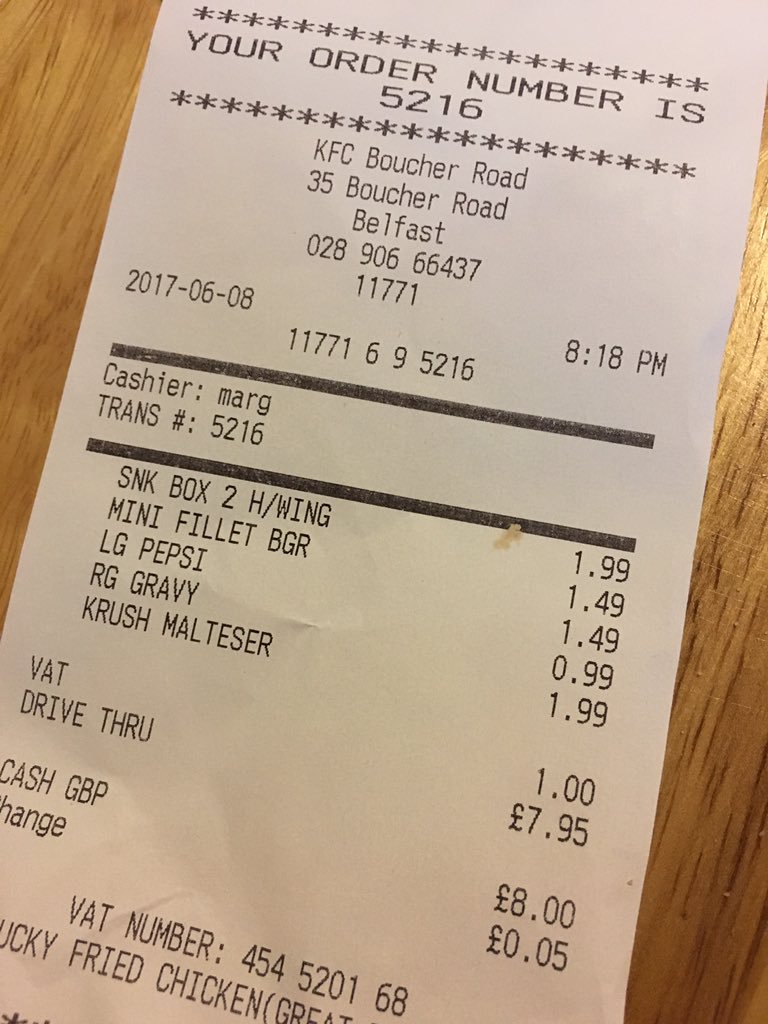 ********************
YOUR ORDER NUMBER IS
5216
********************
KFC Boucher Road
35 Boucher Road
Belfast
028 906 66437
11771
2017-06-08 8:18 PM
11771 6 9 5216
Cashier: marg
TRANS #: 5216
SNK BOX 2 H/WING 1.99
MINI FILLET BGR 1.49
LG PEPSI 1.49
RG GRAVY 0.99
KRUSH MALTESER 1.99
VAT 1.00
DRIVE THRU £7.95
CASH GBP £8.00
hange £0.05
VAT NUMBER: 454 5201 68
UCKY FRIED CHICKEN(GREAT